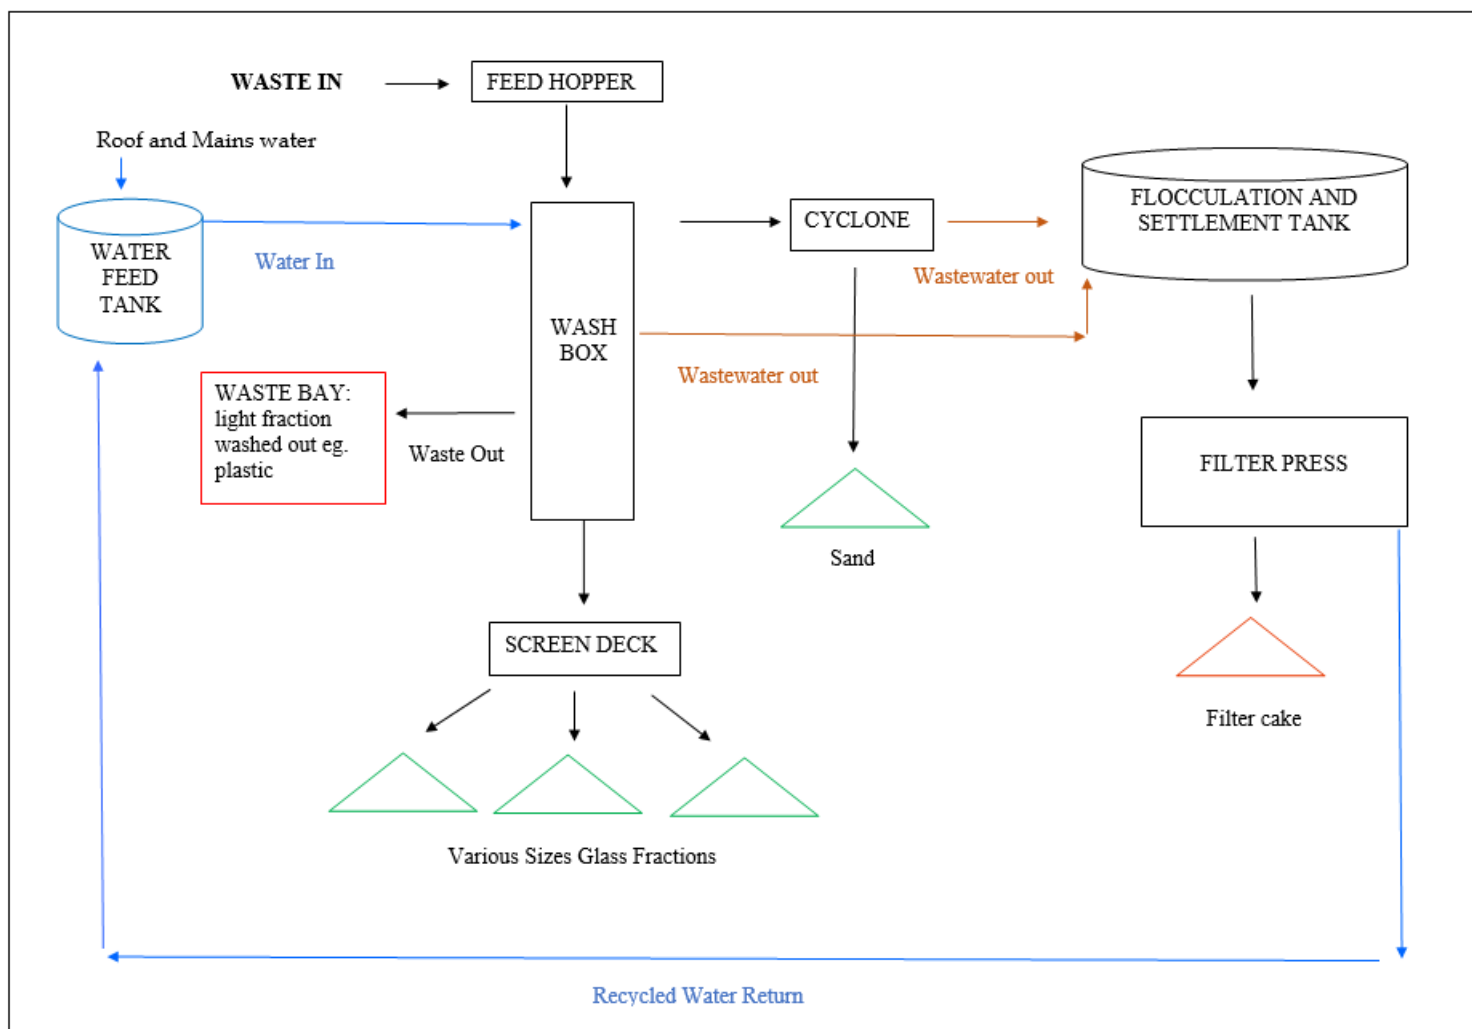 WASTE IN
FEED HOPPER
Roof and Mains water
WATER
FEED
TANK
Water In
WASH
BOX
CYCLONE
Wastewater out
FLOCCULATION AND
SETTLEMENT TANK
Wastewater out
WASTE BAY:
light fraction
washed out eg.
plastic
Waste Out
FILTER PRESS
Sand
SCREEN DECK
Filter cake
Various Sizes Glass Fractions
Recycled Water Return